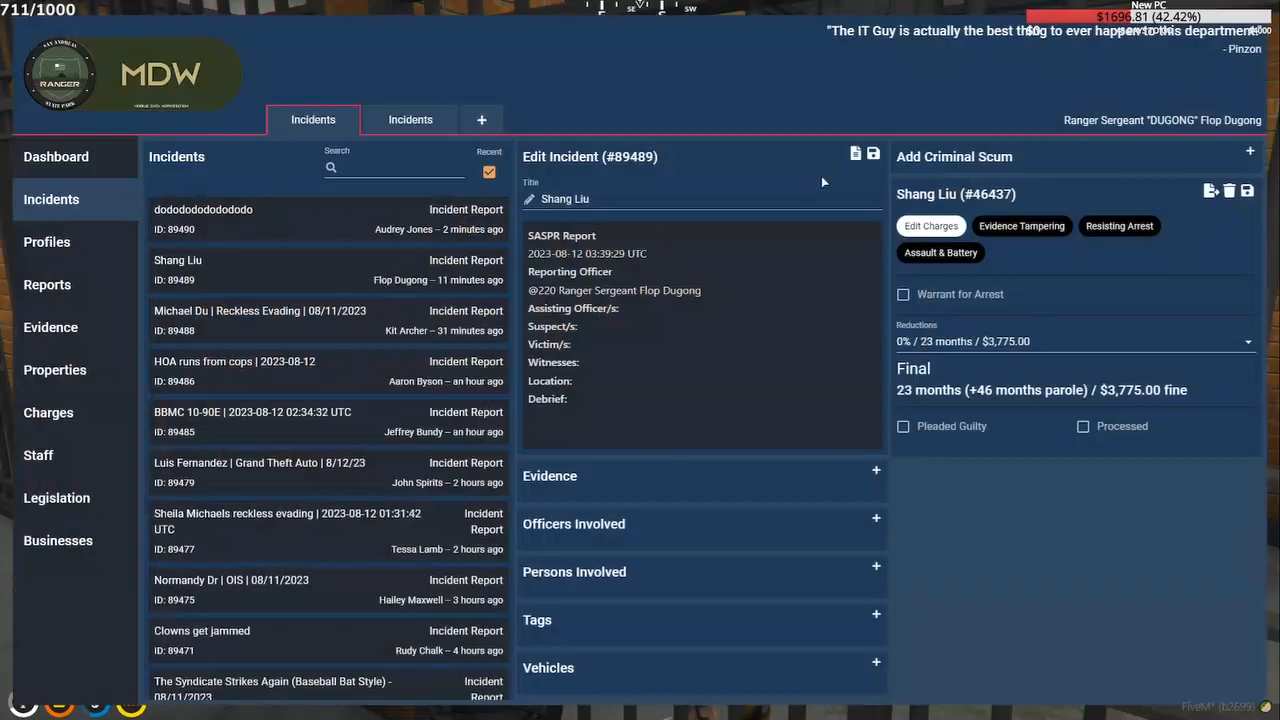 711/1000
SE
SW
New PC
$1696.81 (42.42%)
"The IT Guy is actually the best thing to ever happen to this department."
- Pinzon
SAN ANDREAS
RANGER
STATE PARK
MDW
MOBILE DATA WORKSTATION
Incidents
Incidents
+
Ranger Sergeant "DUGONG" Flop Dugong
Dashboard
Incidents
Profiles
Reports
Evidence
Properties
Charges
Staff
Legislation
Businesses
Incidents
Search
Recent
dododododododod​o
Incident Report
ID: 89490
Audrey Jones – 2 minutes ago
Shang Liu
Incident Report
ID: 89489
Flop Dugong – 11 minutes ago
Michael Du | Reckless Evading | 08/11/2023
Incident Report
ID: 89488
Kit Archer – 31 minutes ago
HOA runs from cops | 2023-08-12
Incident Report
ID: 89486
Aaron Byson – an hour ago
BBMC 10-90E | 2023-08-12 02:34:32 UTC
Incident Report
ID: 89485
Jeffrey Bundy – an hour ago
Luis Fernandez | Grand Theft Auto | 8/12/23
Incident Report
ID: 89479
John Spirits – 2 hours ago
Sheila Michaels reckless evading | 2023-08-12 01:31:42
UTC
Incident
Report
ID: 89477
Tessa Lamb – 2 hours ago
Normandy Dr | OIS | 08/11/2023
Incident Report
ID: 89475
Hailey Maxwell – 3 hours ago
Clowns get jammed
Incident Report
ID: 89471
Rudy Chalk – 4 hours ago
The Syndicate Strikes Again (Baseball Bat Style) -
08/11/2023
Incident
Report
Edit Incident (#89489)
Title
Shang Liu
SASPR Report
2023-08-12 03:39:29 UTC
Reporting Officer
@220 Ranger Sergeant Flop Dugong
Assisting Officer/s:
Suspect/s:
Victim/s:
Witnesses:
Location:
Debrief:
Evidence
+
Officers Involved
+
Persons Involved
+
Tags
+
Vehicles
+
Add Criminal Scum
+
Shang Liu (#46437)
Edit Charges
Evidence Tampering
Resisting Arrest
Assault & Battery
Warrant for Arrest
Reductions
0% / 23 months / $3,775.00
Final
23 months (+46 months parole) / $3,775.00 fine
Pleaded Guilty
Processed
FiveM* (b2699)